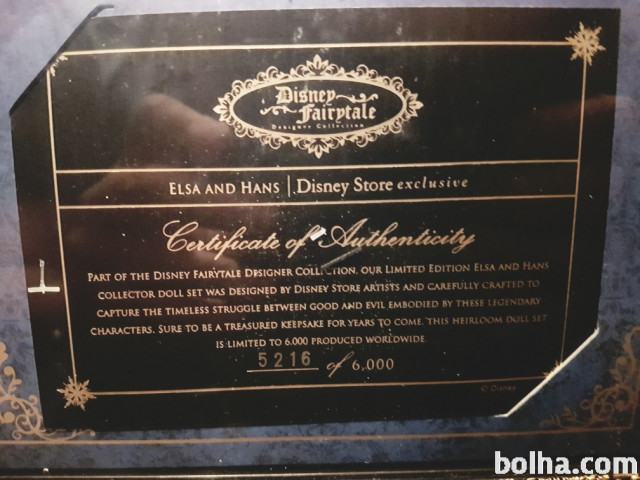 Disney
Fairytale
Designer Collection
ELSA AND HANS | Disney Store exclusive
Certificate of Authenticity
PART OF THE DISNEY FAIRYTALE DESIGNER COLLECTION, OUR LIMITED EDITION ELSA AND HANS
COLLECTOR DOLL SET WAS DESIGNED BY DISNEY STORE ARTISTS AND CAREFULLY CRAFTED TO
CAPTURE THE TIMELESS STRUGGLE BETWEEN GOOD AND EVIL EMBODIED BY THESE LEGENDARY
CHARACTERS. SURE TO BE A TREASURED KEEPSAKE FOR YEARS TO COME, THIS HEIRLOOM DOLL SET
IS LIMITED TO 6,000 PRODUCED WORLDWIDE.
5216 of 6,000
© Disney
bolha.com